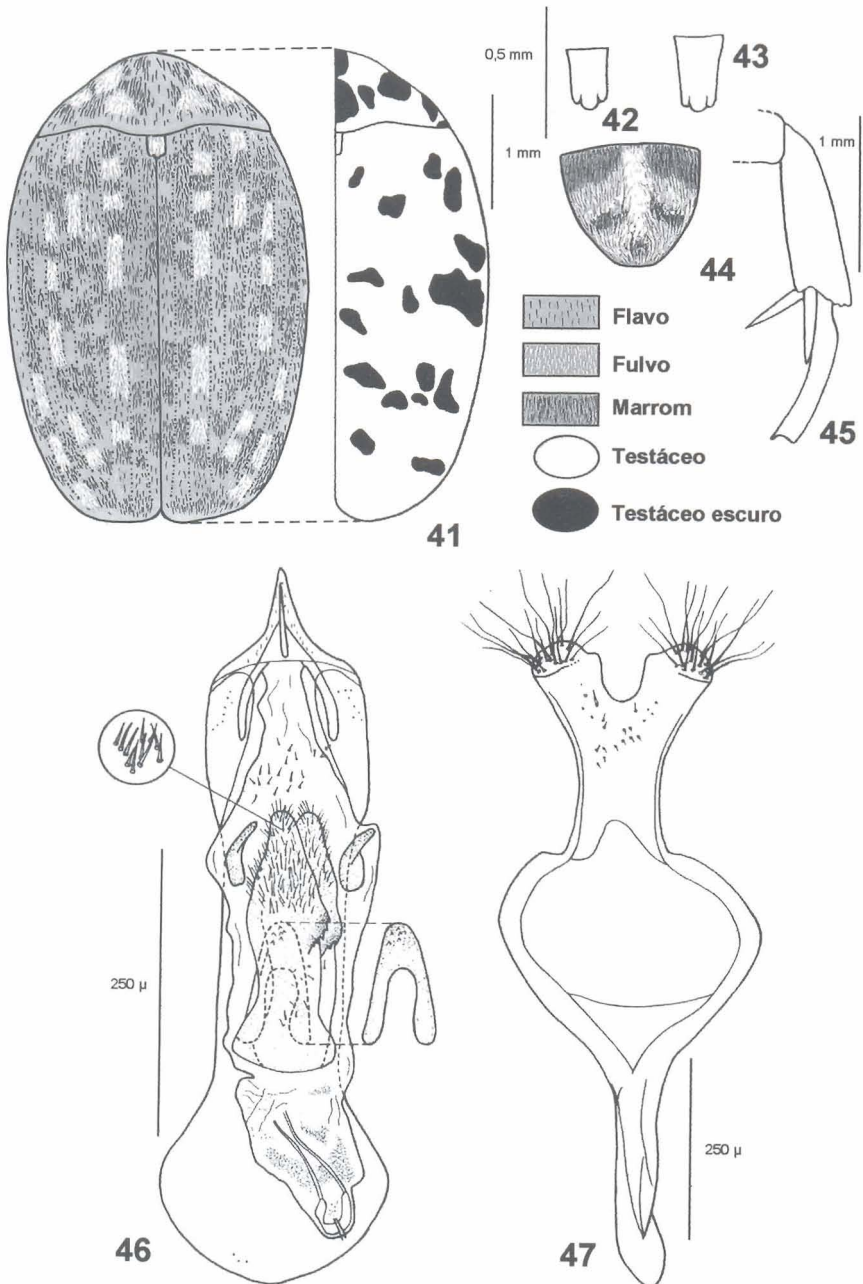 0,5 mm
43
42
1 mm
1 mm
44
Flavo
Fulvo
Marrom
45
Testáceo
Testáceo escuro
41
250 µ
250 µ
46
47